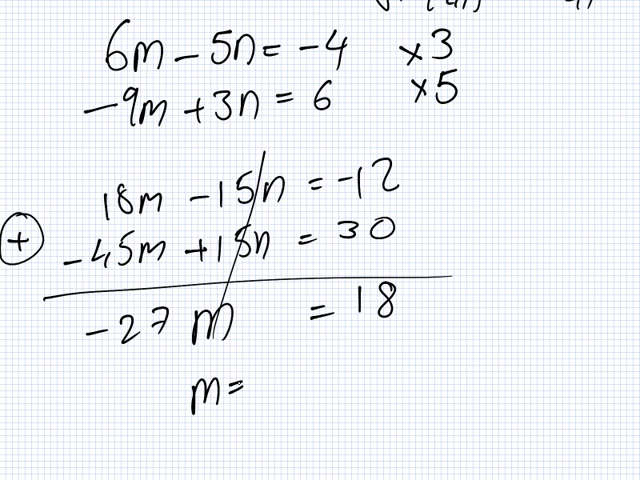 6m - 5n = -4 ×3
-9m + 3n = 6 ×5
18m - 15n = -12
+ -45m + 15n = 30
-27m = 18
m =